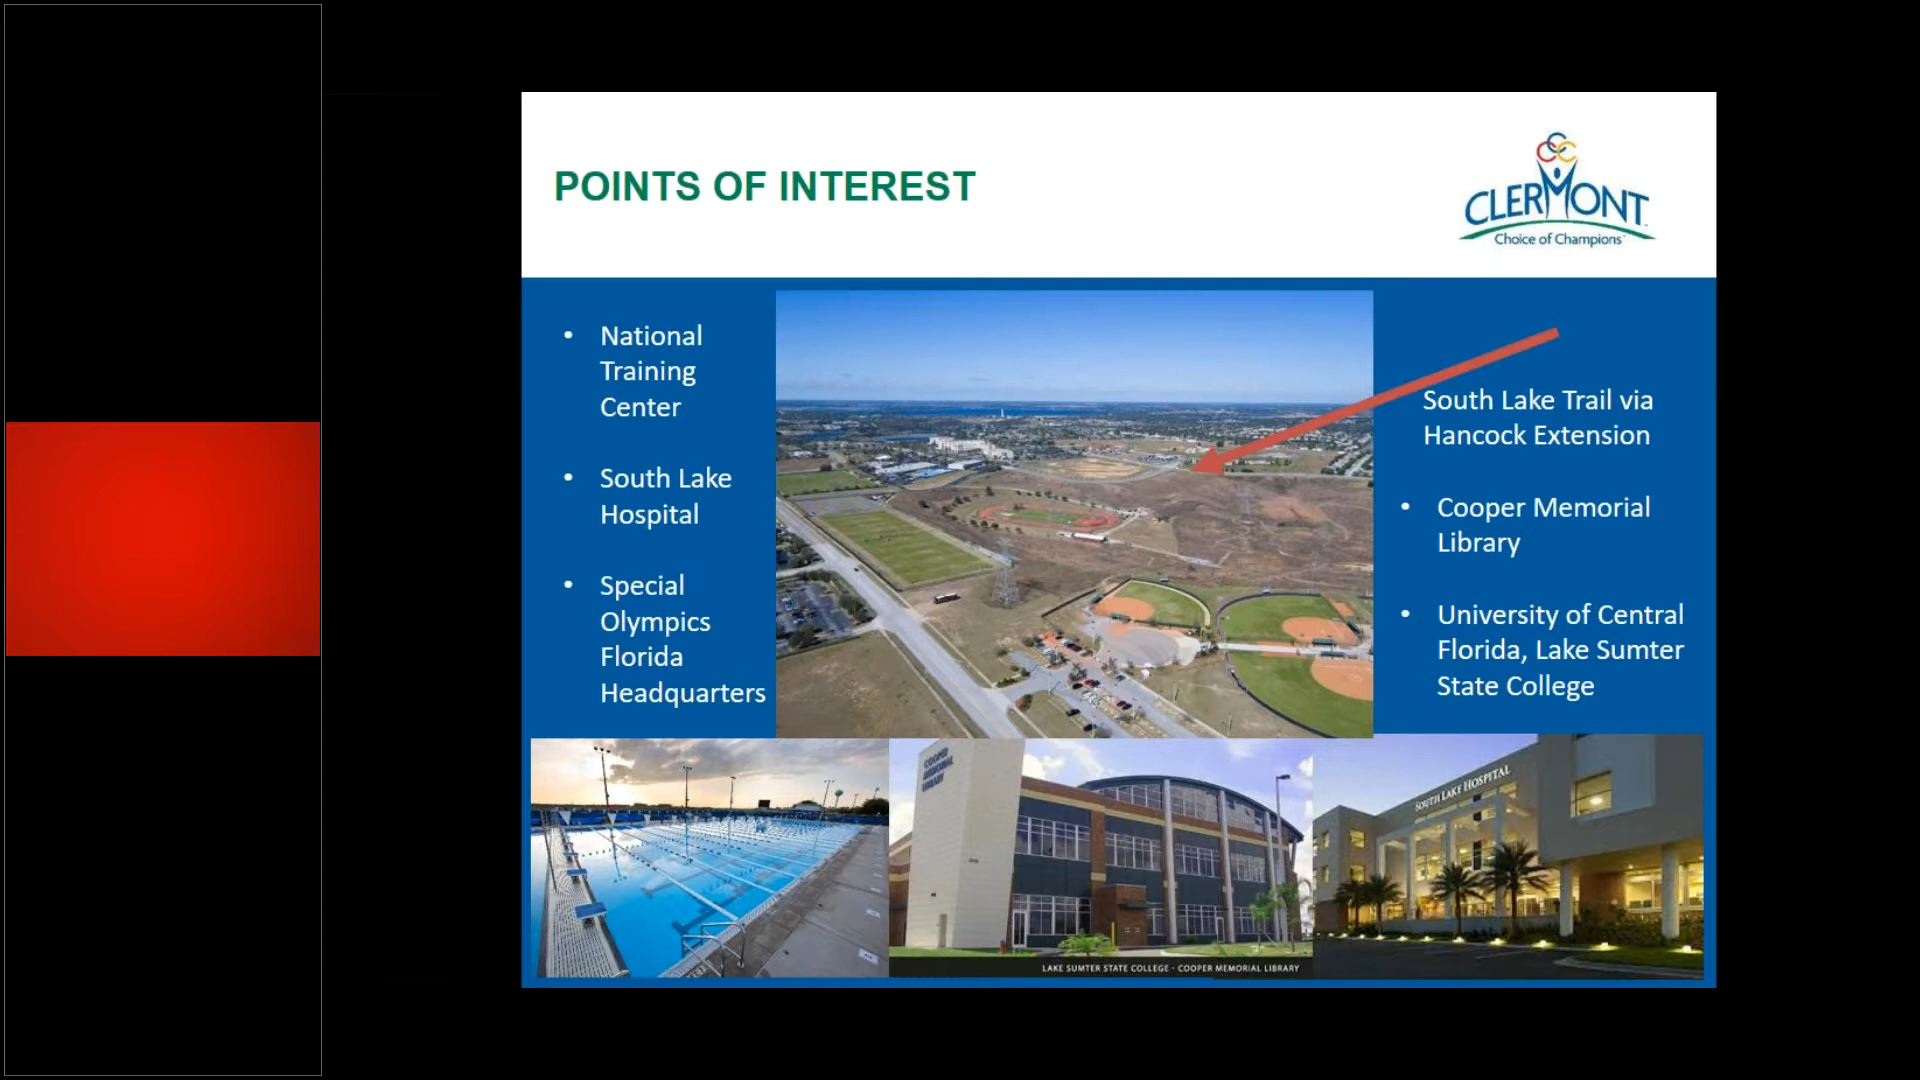 POINTS OF INTEREST
CLERMONT
Choice of Champions
• National
Training
Center
• South Lake
Hospital
• Special
Olympics
Florida
Headquarters
South Lake Trail via
Hancock Extension
• Cooper Memorial
Library
• University of Central
Florida, Lake Sumter
State College
COOPER
MEMORIAL
LIBRARY
LAKE SUMTER STATE COLLEGE - COOPER MEMORIAL LIBRARY
SOUTH LAKE HOSPITAL